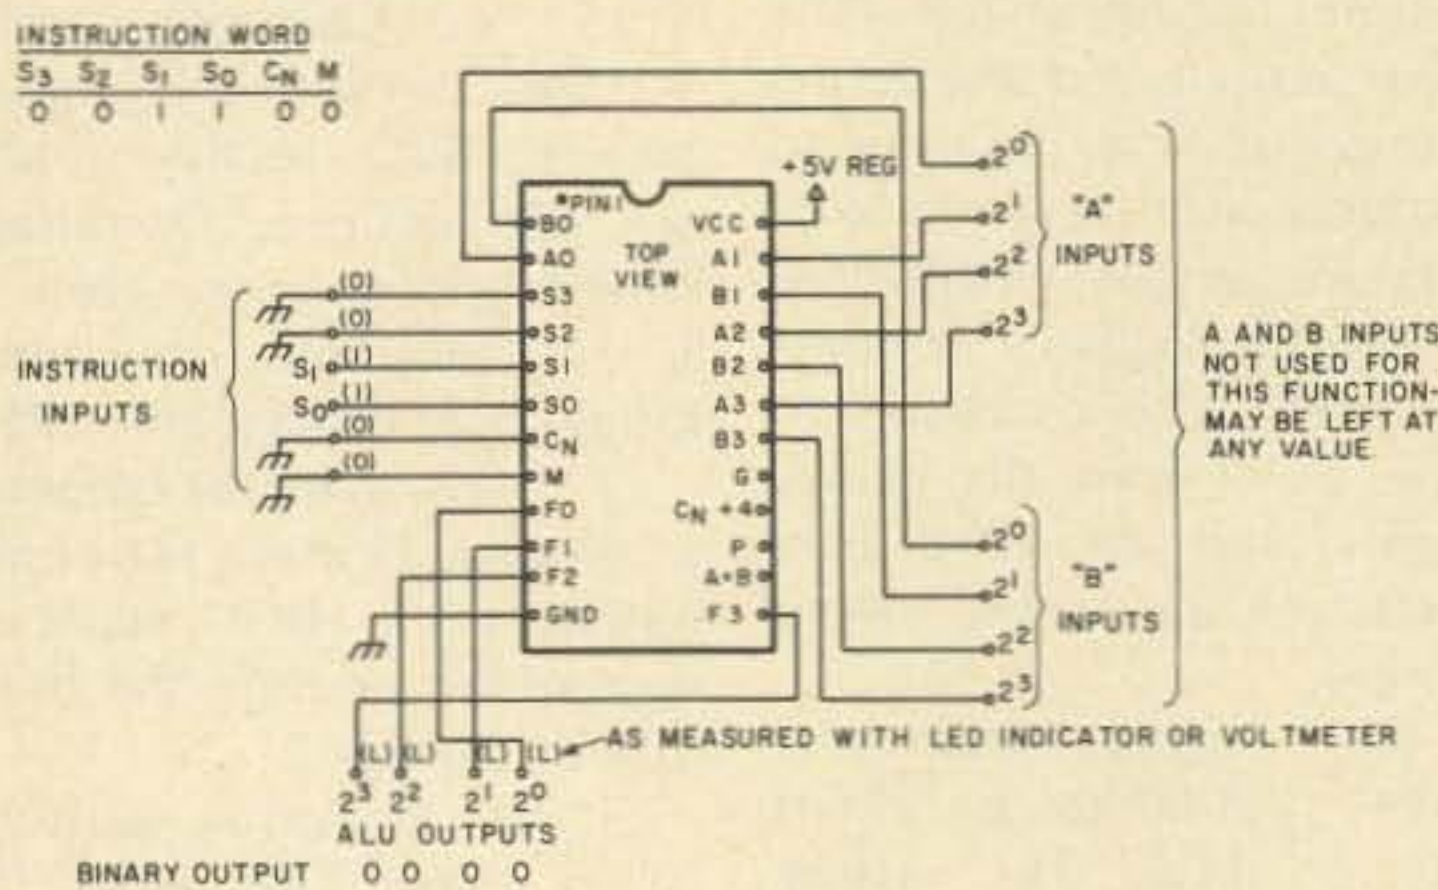 INSTRUCTION WORD
S3 S2 S1 S0 CN M
0 0 1 1 0 0
+5V REG
*PIN1
TOP VIEW
B0
A0
S3
S2
S1
S0
CN
M
F0
F1
F2
GND
VCC
A1
B1
A2
B2
A3
B3
G
CN +4
P
A=B
F3
INSTRUCTION
INPUTS
(0)
(0)
S1 (1)
S0 (1)
(0)
(0)
2^0
2^1
2^2
2^3
"A"
INPUTS
2^0
2^1
2^2
2^3
"B"
INPUTS
A AND B INPUTS
NOT USED FOR
THIS FUNCTION-
MAY BE LEFT AT
ANY VALUE
(L) (L) (L) (L)
AS MEASURED WITH LED INDICATOR OR VOLTMETER
2^3 2^2 2^1 2^0
ALU OUTPUTS
BINARY OUTPUT 0 0 0 0